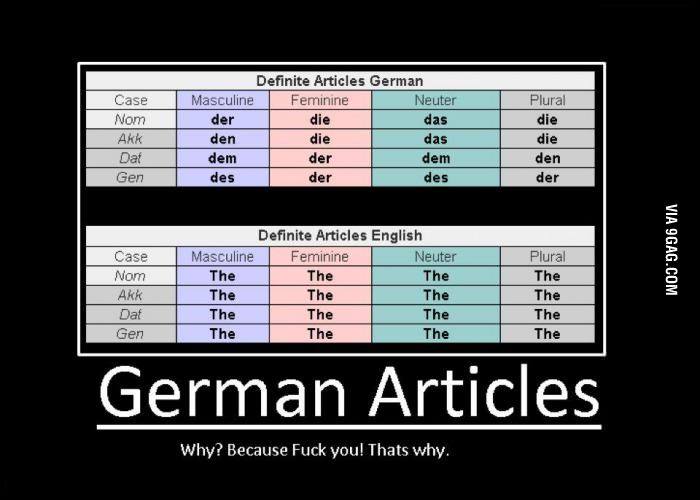 Definite Articles German
Case Masculine Feminine Neuter Plural
Nom der die das die
Akk den die das die
Dat dem der dem den
Gen des der des der
Definite Articles English
Case Masculine Feminine Neuter Plural
Nom The The The The
Akk The The The The
Dat The The The The
Gen The The The The
German Articles
Why? Because Fuck you! Thats why.
VIA 9GAG.COM